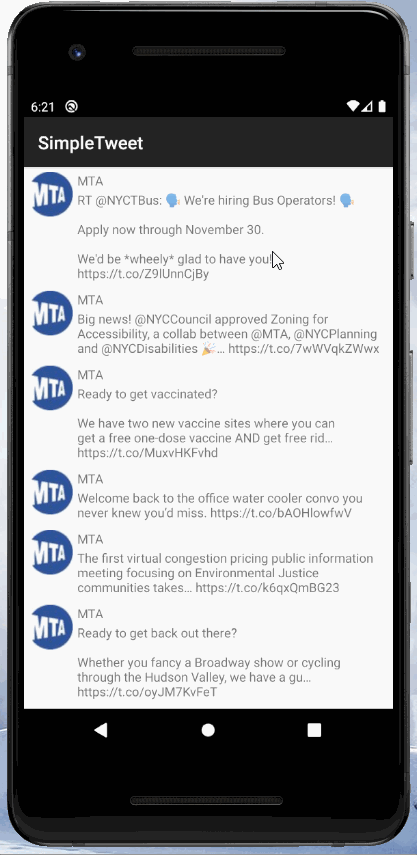 6:21
SimpleTweet
MTA
MTA
RT @NYCTBus: 🗣️ We're hiring Bus Operators! 🗣️
Apply now through November 30.
We'd be *wheely* glad to have you!
https://t.co/Z9lUnnCjBy
MTA
MTA
Big news! @NYCCouncil approved Zoning for
Accessibility, a collab between @MTA, @NYCPlanning
and @NYCDisabilities 🎉… https://t.co/7wWVqkZWwx
MTA
MTA
Ready to get vaccinated?
We have two new vaccine sites where you can
get a free one-dose vaccine AND get free rid…
https://t.co/MuxvHKFvhd
MTA
MTA
Welcome back to the office water cooler convo you
never knew you'd miss. https://t.co/bAOHlowfwV
MTA
MTA
The first virtual congestion pricing public information
meeting focusing on Environmental Justice
communities takes… https://t.co/k6qxQmBG23
MTA
MTA
Ready to get back out there?
Whether you fancy a Broadway show or cycling
through the Hudson Valley, we have a gu…
https://t.co/oyJM7KvFeT